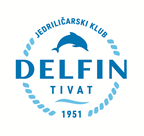 JEDRILIČARSKI KLUB
DELFIN
TIVAT
1951